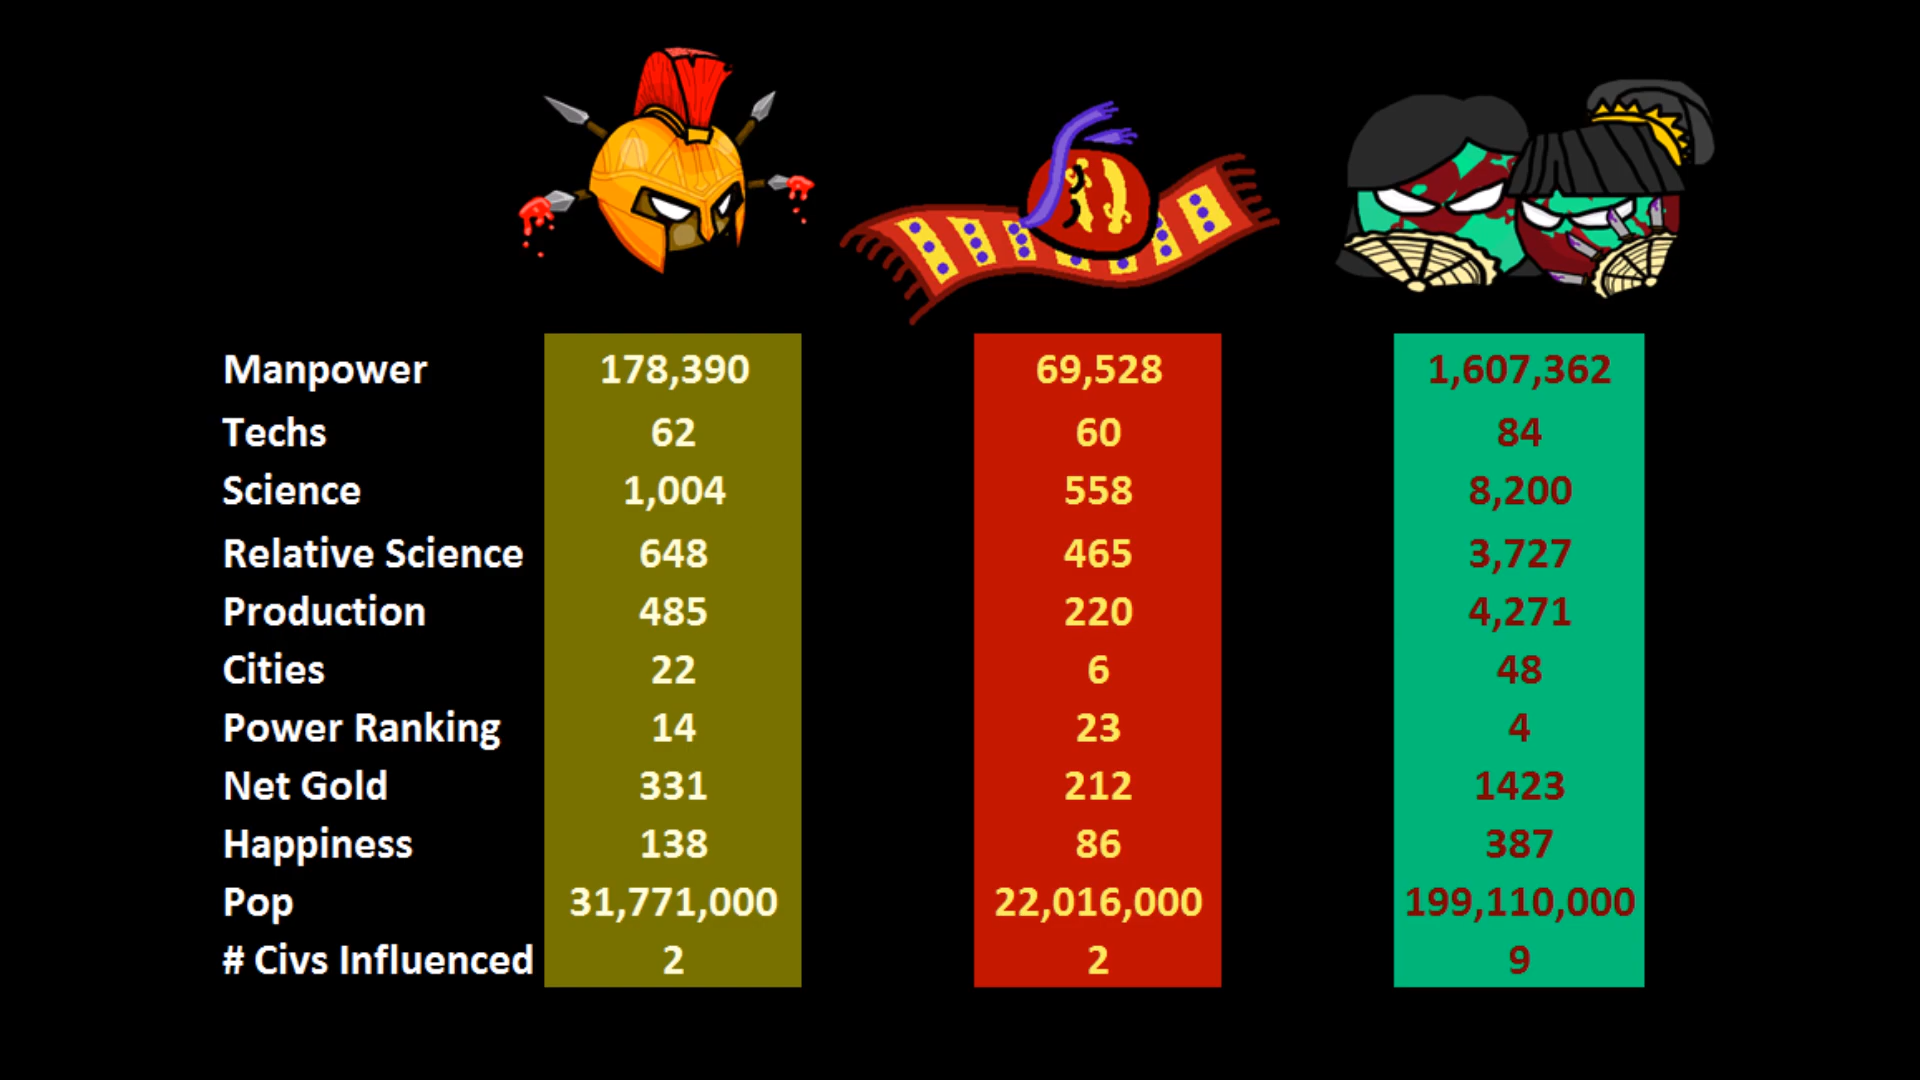 Manpower 178,390 69,528 1,607,362
Techs 62 60 84
Science 1,004 558 8,200
Relative Science 648 465 3,727
Production 485 220 4,271
Cities 22 6 48
Power Ranking 14 23 4
Net Gold 331 212 1423
Happiness 138 86 387
Pop 31,771,000 22,016,000 199,110,000
# Civs Influenced 2 2 9